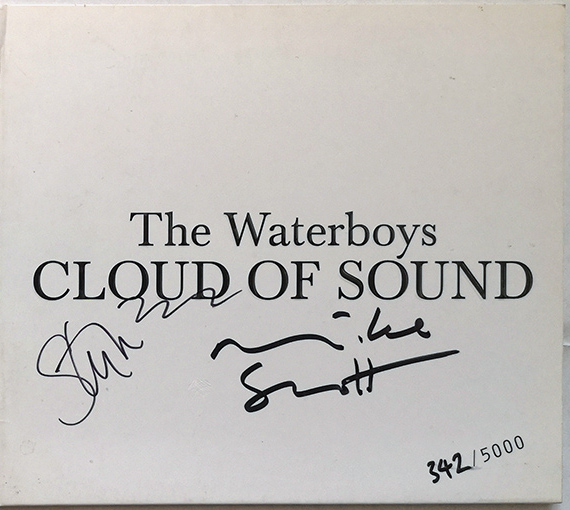 The Waterboys
CLOUD OF SOUND
Mike
Scott
342/5000